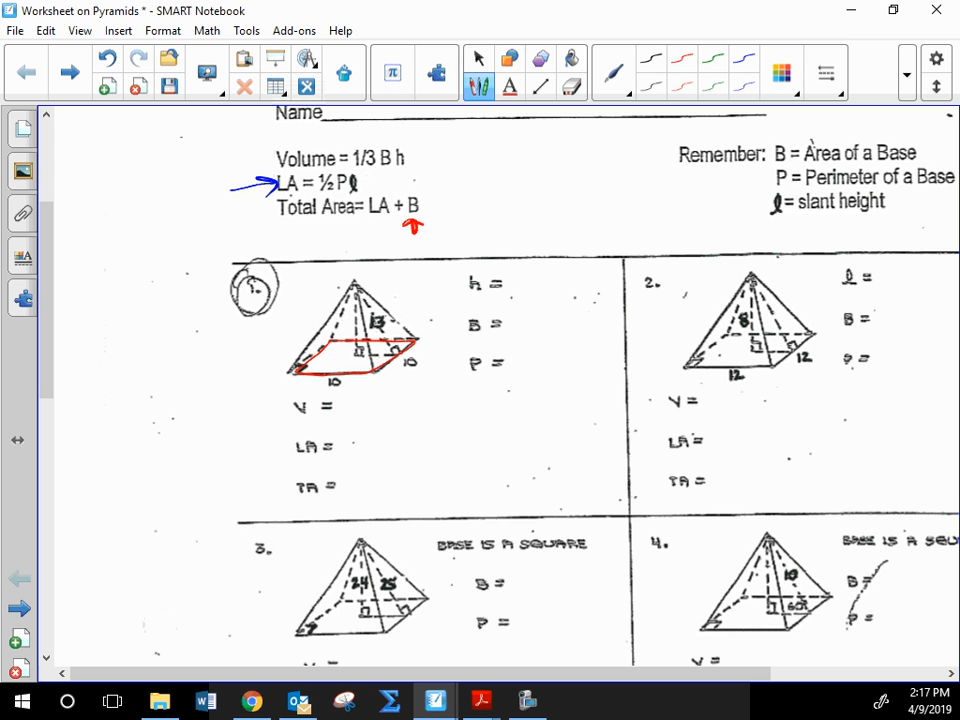 Worksheet on Pyramids * - SMART Notebook
File Edit View Insert Format Math Tools Add-ons Help
Name
Volume = 1/3 B h
LA = ½ Pℓ
Total Area= LA + B
Remember: B = Area of a Base
P = Perimeter of a Base
ℓ = slant height
h =
B =
P =
13
10
10
V =
LA =
TA =
2.
ℓ =
B =
P =
8
12
12
V =
LA =
TA =
3.
BASE IS A SQUARE
24 25
B =
P =
V =
4.
BASE IS A SQU
10
60°
B =
P =
V =
2:17 PM
4/9/2019